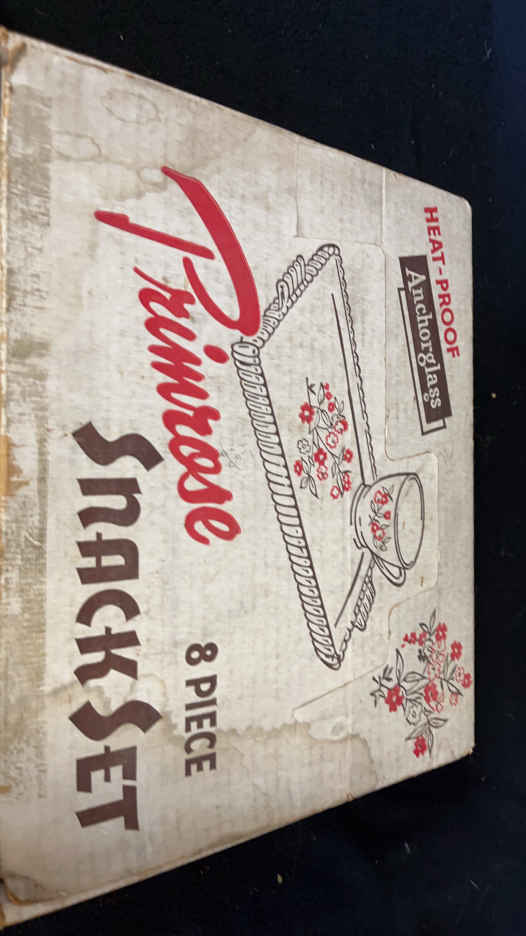 HEAT-PROOF
Anchorglass
Primrose
8 PIECE
SNACK SET